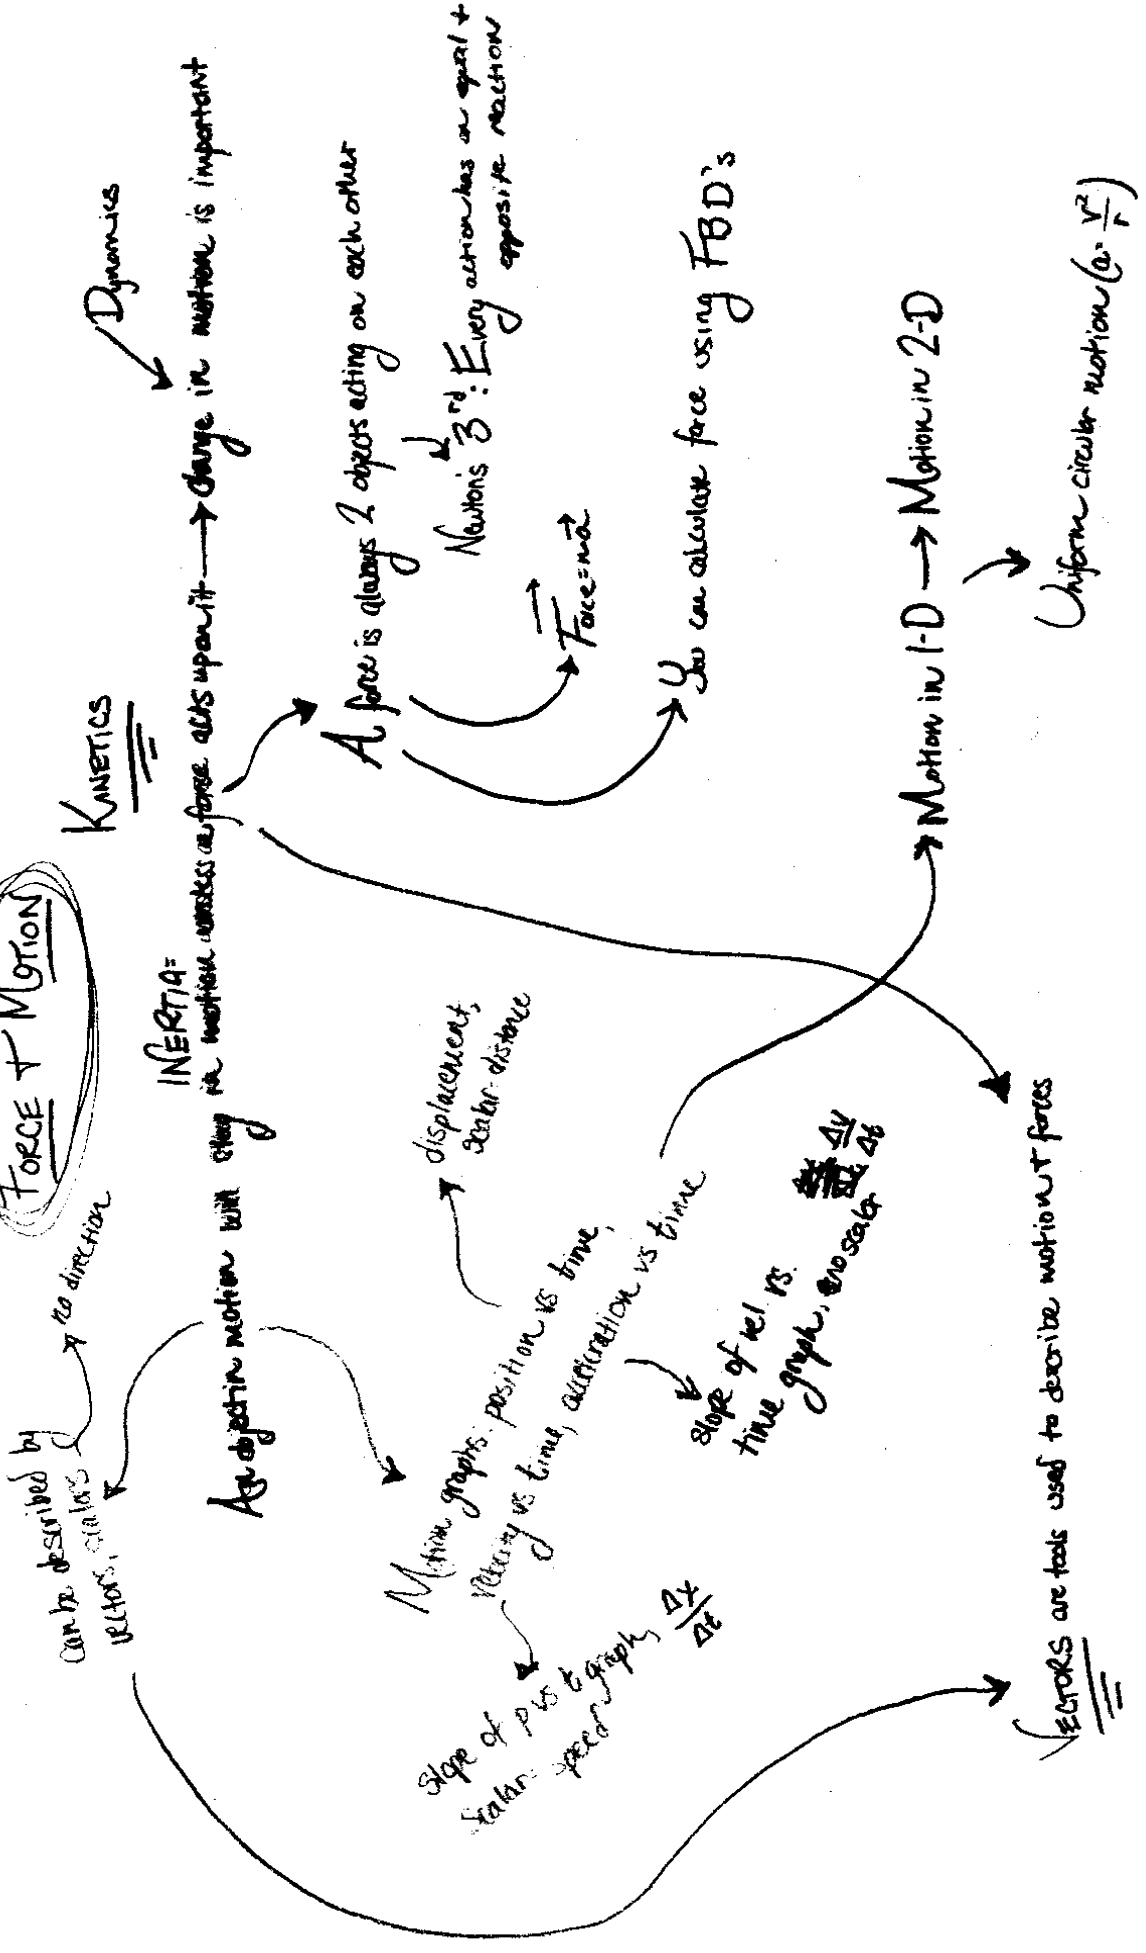 FORCE + MOTION
KINETICS
Dynamics
can be described by
vectors, scalars
no direction
INERTIA=
An object in motion will stay in motion unless a force acts upon it → Change in motion is important
A force is always 2 objects acting on each other
Newton's 3rd: Every action has an equal +
opposite reaction
Force=ma
You can calculate force using FBD's
displacement,
scalar: distance
Motion graphs: position vs time,
velocity vs time, acceleration vs time
slope of p vs t graph, Δx/Δt
scalar= speed
slope of vel vs.
time graph, no scalar Δv/Δt
Motion in 1-D → Motion in 2-D
Uniform circular motion (a= v²/r)
VECTORS are tools used to describe motion + forces